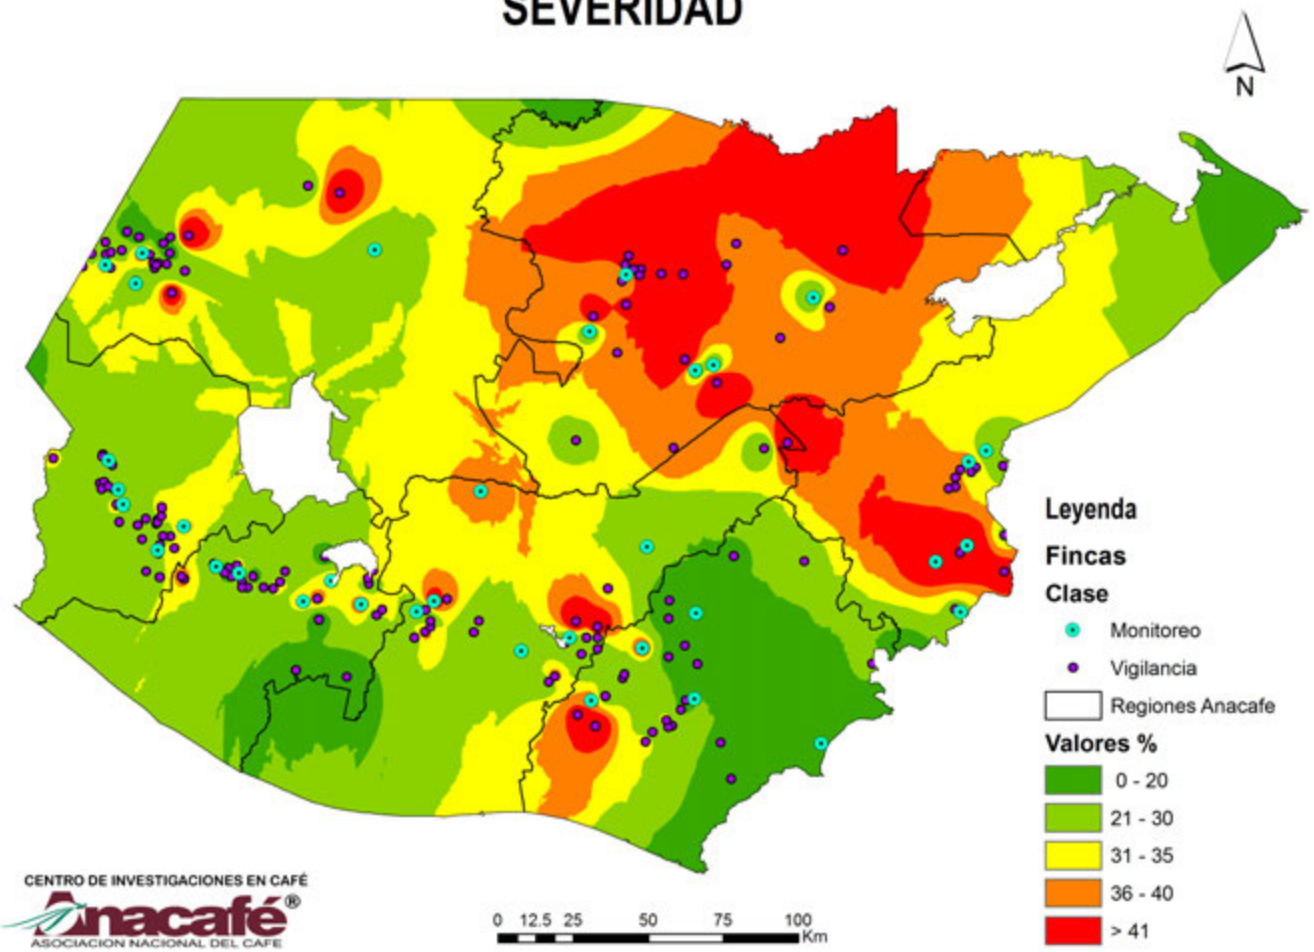 SEVERIDAD
N
Leyenda
Fincas
Clase
Monitoreo
Vigilancia
Regiones Anacafe
Valores %
0 - 20
21 - 30
31 - 35
36 - 40
> 41
CENTRO DE INVESTIGACIONES EN CAFÉ
Anacafé®
ASOCIACION NACIONAL DEL CAFE
0 12.5 25 50 75 100
Km